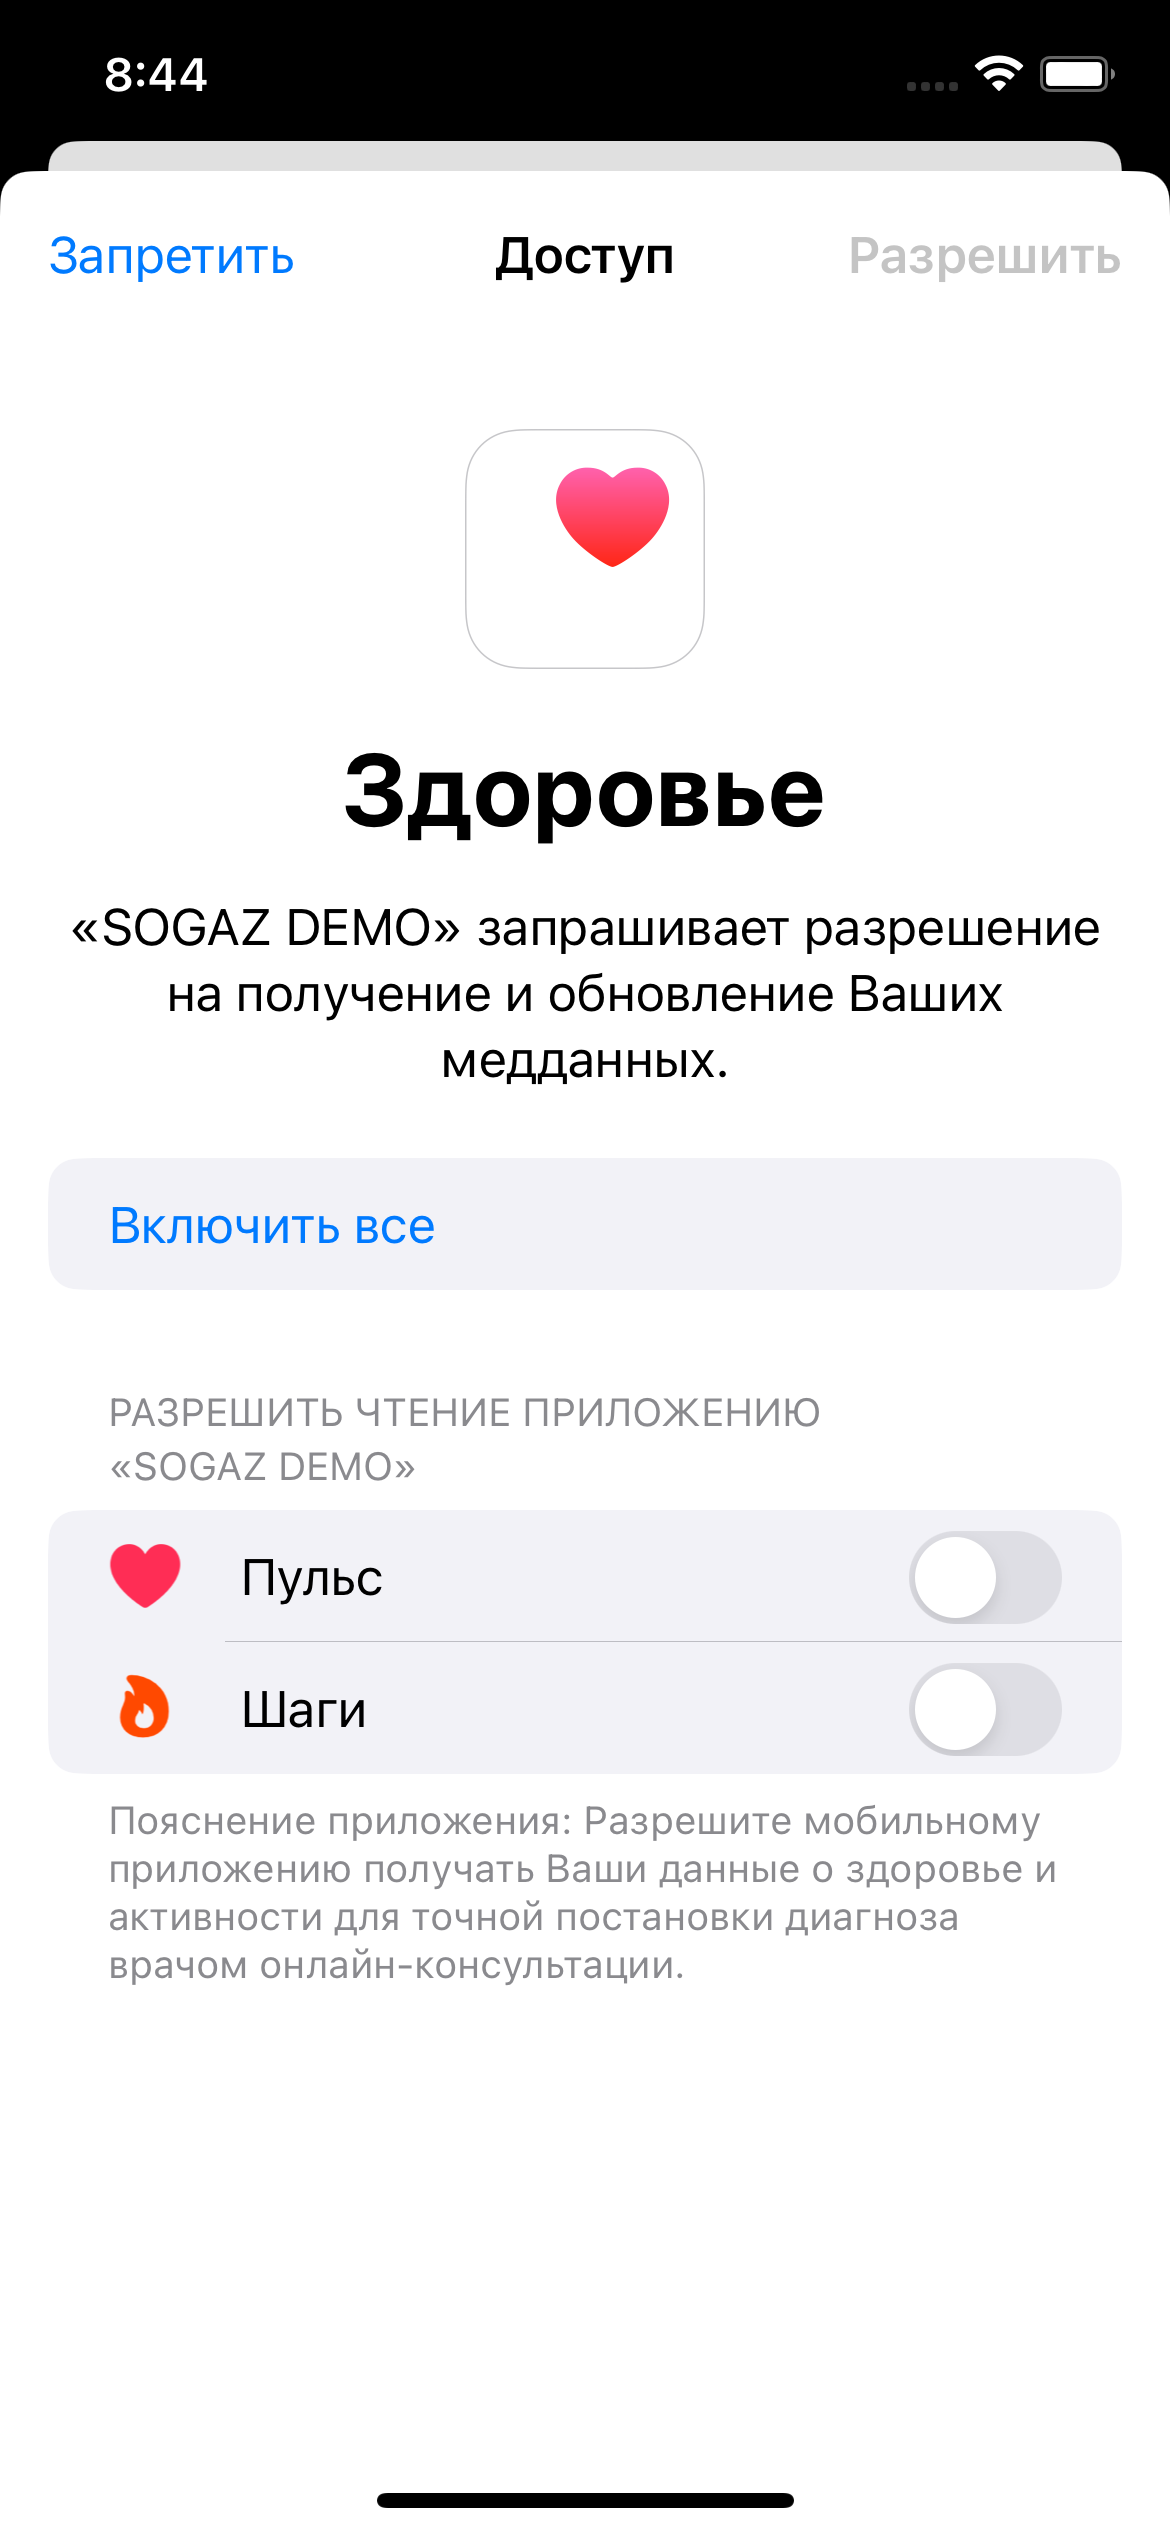 8:44
Запретить
Доступ
Разрешить
Здоровье
«SOGAZ DEMO» запрашивает разрешение
на получение и обновление Ваших
медданных.
Включить все
РАЗРЕШИТЬ ЧТЕНИЕ ПРИЛОЖЕНИЮ
«SOGAZ DEMO»
Пульс
Шаги
Пояснение приложения: Разрешите мобильному
приложению получать Ваши данные о здоровье и
активности для точной постановки диагноза
врачом онлайн-консультации.